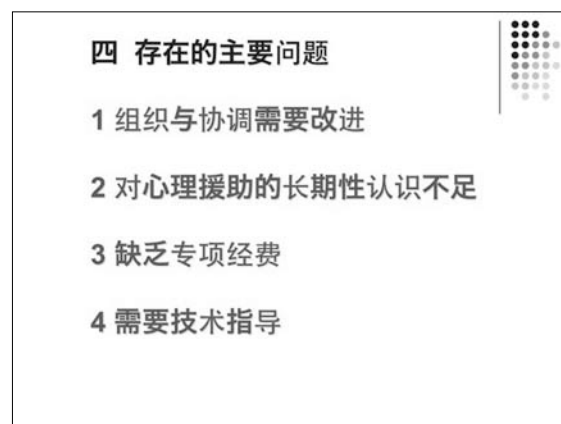 四 存在的主要问题
1 组织与协调需要改进
2 对心理援助的长期性认识不足
3 缺乏专项经费
4 需要技术指导